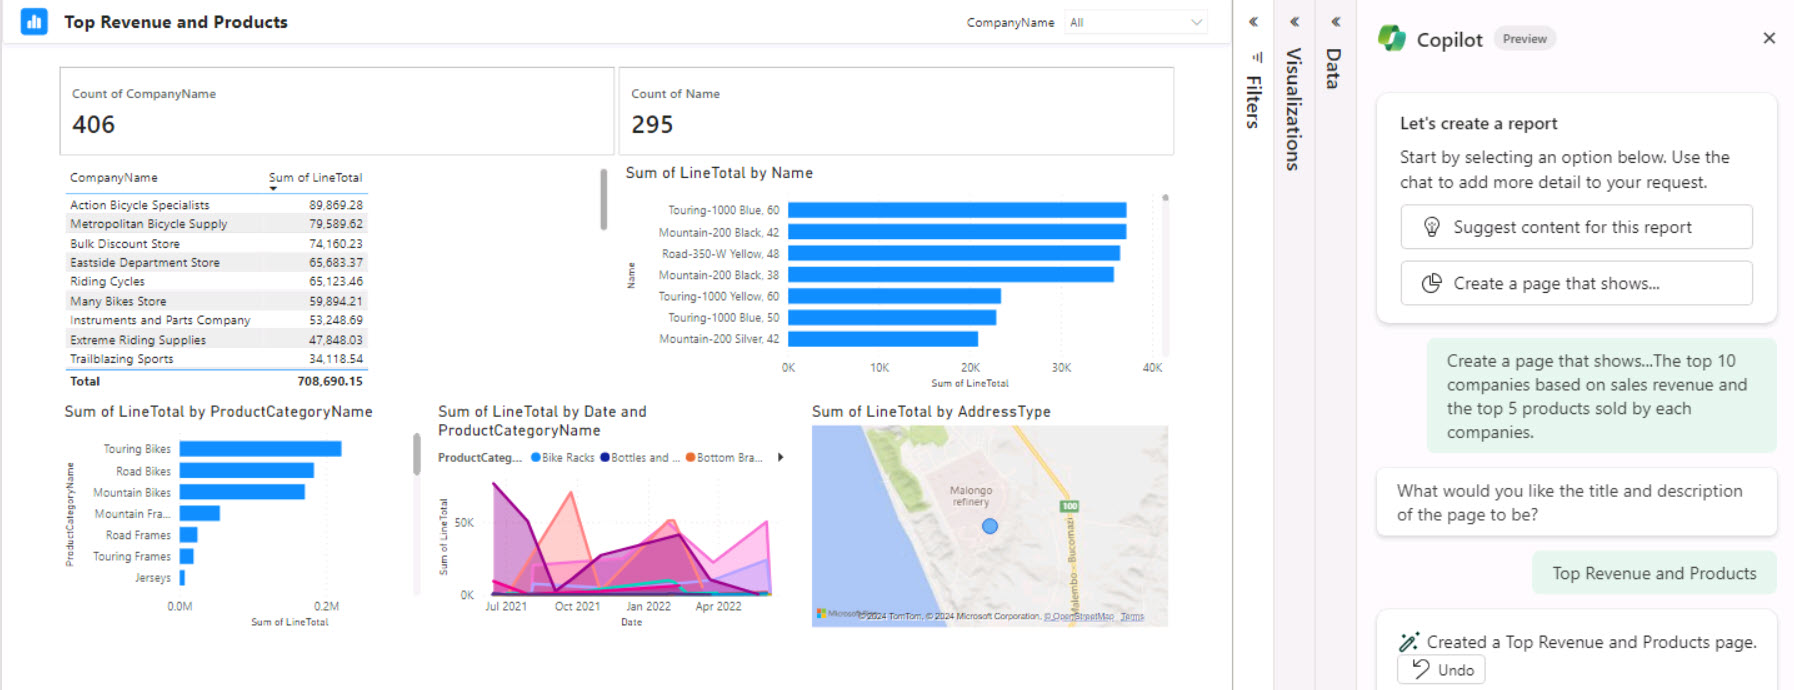 Top Revenue and Products
CompanyName All
Count of CompanyName
406
Count of Name
295
CompanyName Sum of LineTotal
Action Bicycle Specialists 89,869.28
Metropolitan Bicycle Supply 79,589.62
Bulk Discount Store 74,160.23
Eastside Department Store 65,683.37
Riding Cycles 65,123.46
Many Bikes Store 59,894.21
Instruments and Parts Company 53,248.69
Extreme Riding Supplies 47,848.03
Trailblazing Sports 34,118.54
Total 708,690.15
Sum of LineTotal by Name
Name
Touring-1000 Blue, 60
Mountain-200 Black, 42
Road-350-W Yellow, 48
Mountain-200 Black, 38
Touring-1000 Yellow, 60
Touring-1000 Blue, 50
Mountain-200 Silver, 42
0K 10K 20K 30K 40K
Sum of LineTotal
Sum of LineTotal by ProductCategoryName
ProductCategoryName
Touring Bikes
Road Bikes
Mountain Bikes
Mountain Fra...
Road Frames
Touring Frames
Jerseys
0.0M 0.2M
Sum of LineTotal
Sum of LineTotal by Date and
ProductCategoryName
ProductCateg... Bike Racks Bottles and ... Bottom Bra...
Sum of LineTotal
50K
0K
Jul 2021 Oct 2021 Jan 2022 Apr 2022
Date
Sum of LineTotal by AddressType
Malongo
refinery
100
Malembo - Bucomazi
© 2024 TomTom, © 2024 Microsoft Corporation, © OpenStreetMap Terms
Filters
Visualizations
Data
Copilot Preview
Let's create a report
Start by selecting an option below. Use the
chat to add more detail to your request.
Suggest content for this report
Create a page that shows...
Create a page that shows...The top 10
companies based on sales revenue and
the top 5 products sold by each
companies.
What would you like the title and description
of the page to be?
Top Revenue and Products
Created a Top Revenue and Products page.
Undo